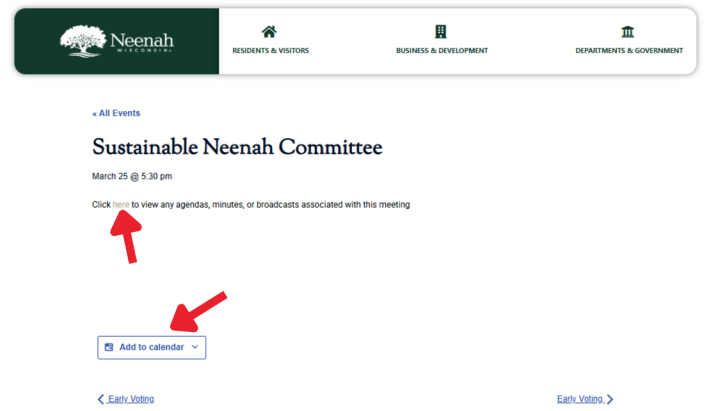 Neenah
WISCONSIN
RESIDENTS & VISITORS
BUSINESS & DEVELOPMENT
DEPARTMENTS & GOVERNMENT
« All Events
Sustainable Neenah Committee
March 25 @ 5:30 pm
Click here to view any agendas, minutes, or broadcasts associated with this meeting
Add to calendar
Early Voting
Early Voting